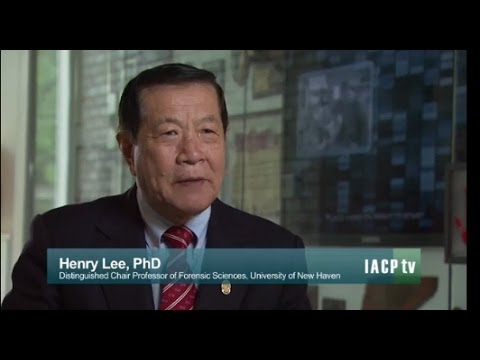 Henry Lee, PhD
Distinguished Chair Professor of Forensic Sciences, University of New Haven
IACP tv